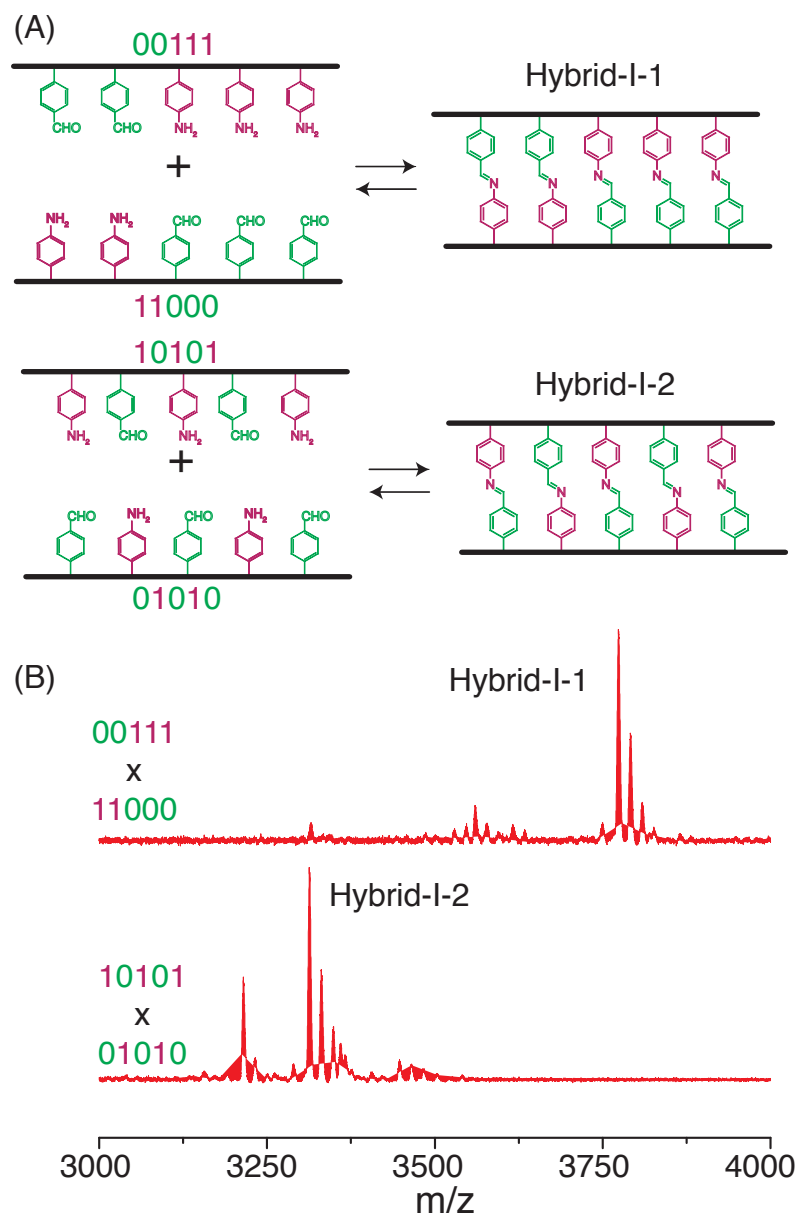 (A)
00111
CHO CHO NH2 NH2 NH2
+
NH2 NH2 CHO CHO CHO
11000
Hybrid-I-1
N N N N N
10101
NH2 CHO NH2 CHO NH2
+
CHO NH2 CHO NH2 CHO
01010
Hybrid-I-2
N N N N N
(B)
Hybrid-I-1
00111
x
11000
Hybrid-I-2
10101
x
01010
3000 3250 3500 3750 4000
m/z